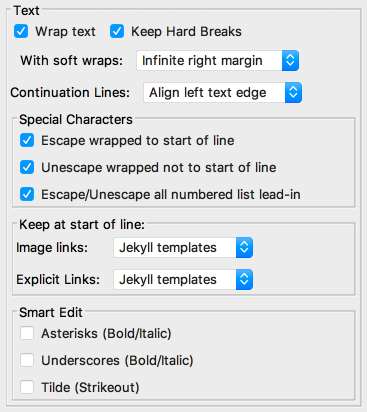 Text
Wrap text Keep Hard Breaks
With soft wraps: Infinite right margin
Continuation Lines: Align left text edge
Special Characters
Escape wrapped to start of line
Unescape wrapped not to start of line
Escape/Unescape all numbered list lead-in
Keep at start of line:
Image links: Jekyll templates
Explicit Links: Jekyll templates
Smart Edit
Asterisks (Bold/Italic)
Underscores (Bold/Italic)
Tilde (Strikeout)